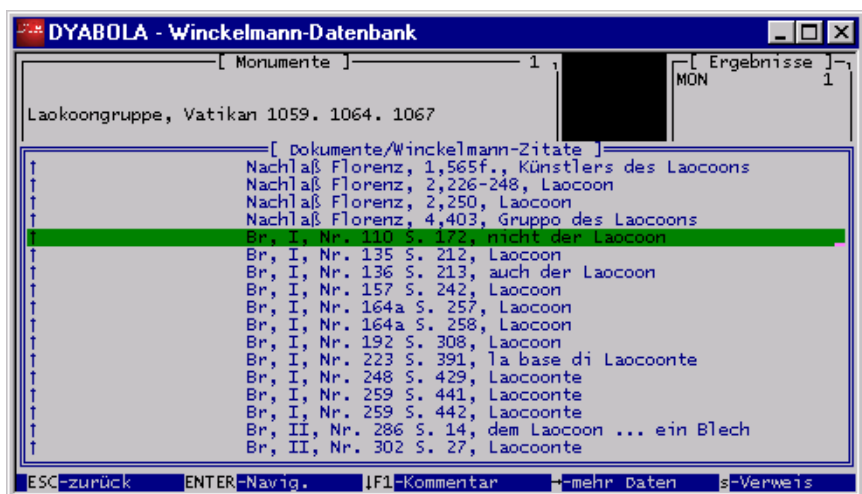 DYABOLA - Winckelmann-Datenbank
[ Monumente ] 1
[ Ergebnisse ]
MON 1
Laokoongruppe, Vatikan 1059. 1064. 1067
[ Dokumente/Winckelmann-Zitate ]
↑ Nachlaß Florenz, 1,565f., Künstlers des Laocoons
↑ Nachlaß Florenz, 2,226-248, Laocoon
↑ Nachlaß Florenz, 2,250, Laocoon
↑ Nachlaß Florenz, 4,403, Gruppo des Laocoons
↑ Br, I, Nr. 110 S. 172, nicht der Laocoon
↑ Br, I, Nr. 135 S. 212, Laocoon
↑ Br, I, Nr. 136 S. 213, auch der Laocoon
↑ Br, I, Nr. 157 S. 242, Laocoon
↑ Br, I, Nr. 164a S. 257, Laocoon
↑ Br, I, Nr. 164a S. 258, Laocoon
↑ Br, I, Nr. 192 S. 308, Laocoon
↑ Br, I, Nr. 223 S. 391, la base di Laocoonte
↑ Br, I, Nr. 248 S. 429, Laocoonte
↑ Br, I, Nr. 259 S. 441, Laocoonte
↑ Br, I, Nr. 259 S. 442, Laocoonte
↑ Br, II, Nr. 286 S. 14, dem Laocoon ... ein Blech
↑ Br, II, Nr. 302 S. 27, Laocoonte
ESC-zurück ENTER-Navig. ↓F1-Kommentar →-mehr Daten s-Verweis